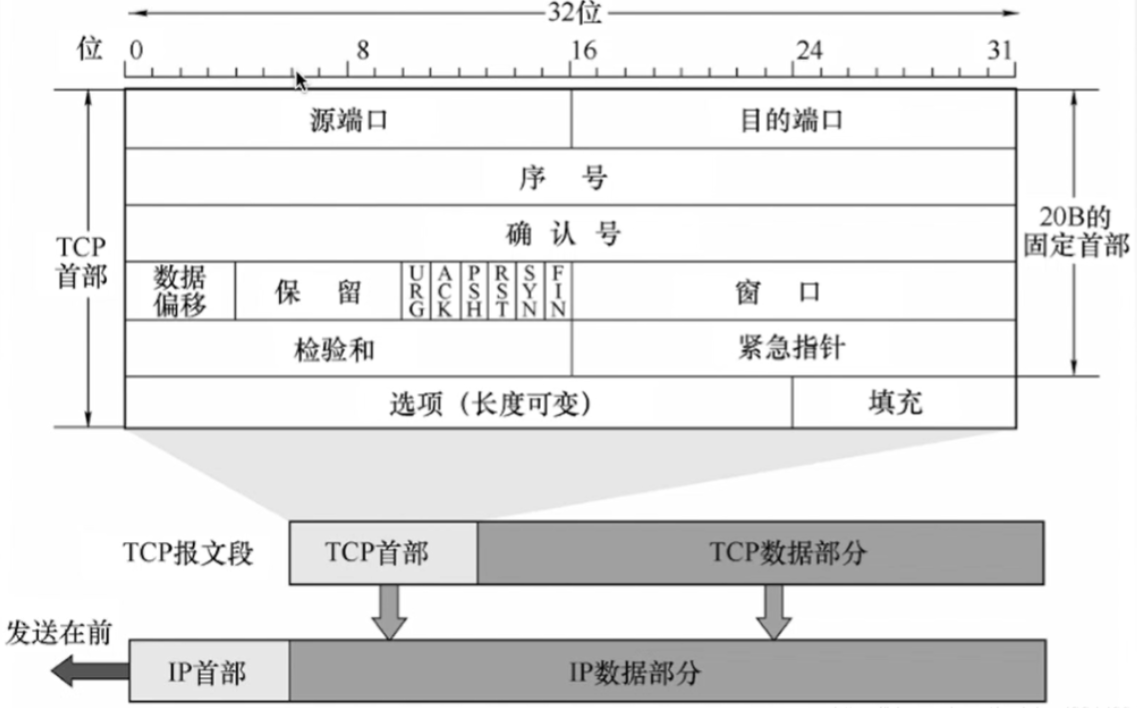 32位
位 0 8 16 24 31
源端口 目的端口
序 号
确 认 号
TCP
首部
20B的
固定首部
数据
偏移
保 留
URG
ACK
PSH
RST
SYN
FIN
窗 口
检验和 紧急指针
选项（长度可变） 填充
TCP报文段 TCP首部 TCP数据部分
发送在前
IP首部 IP数据部分